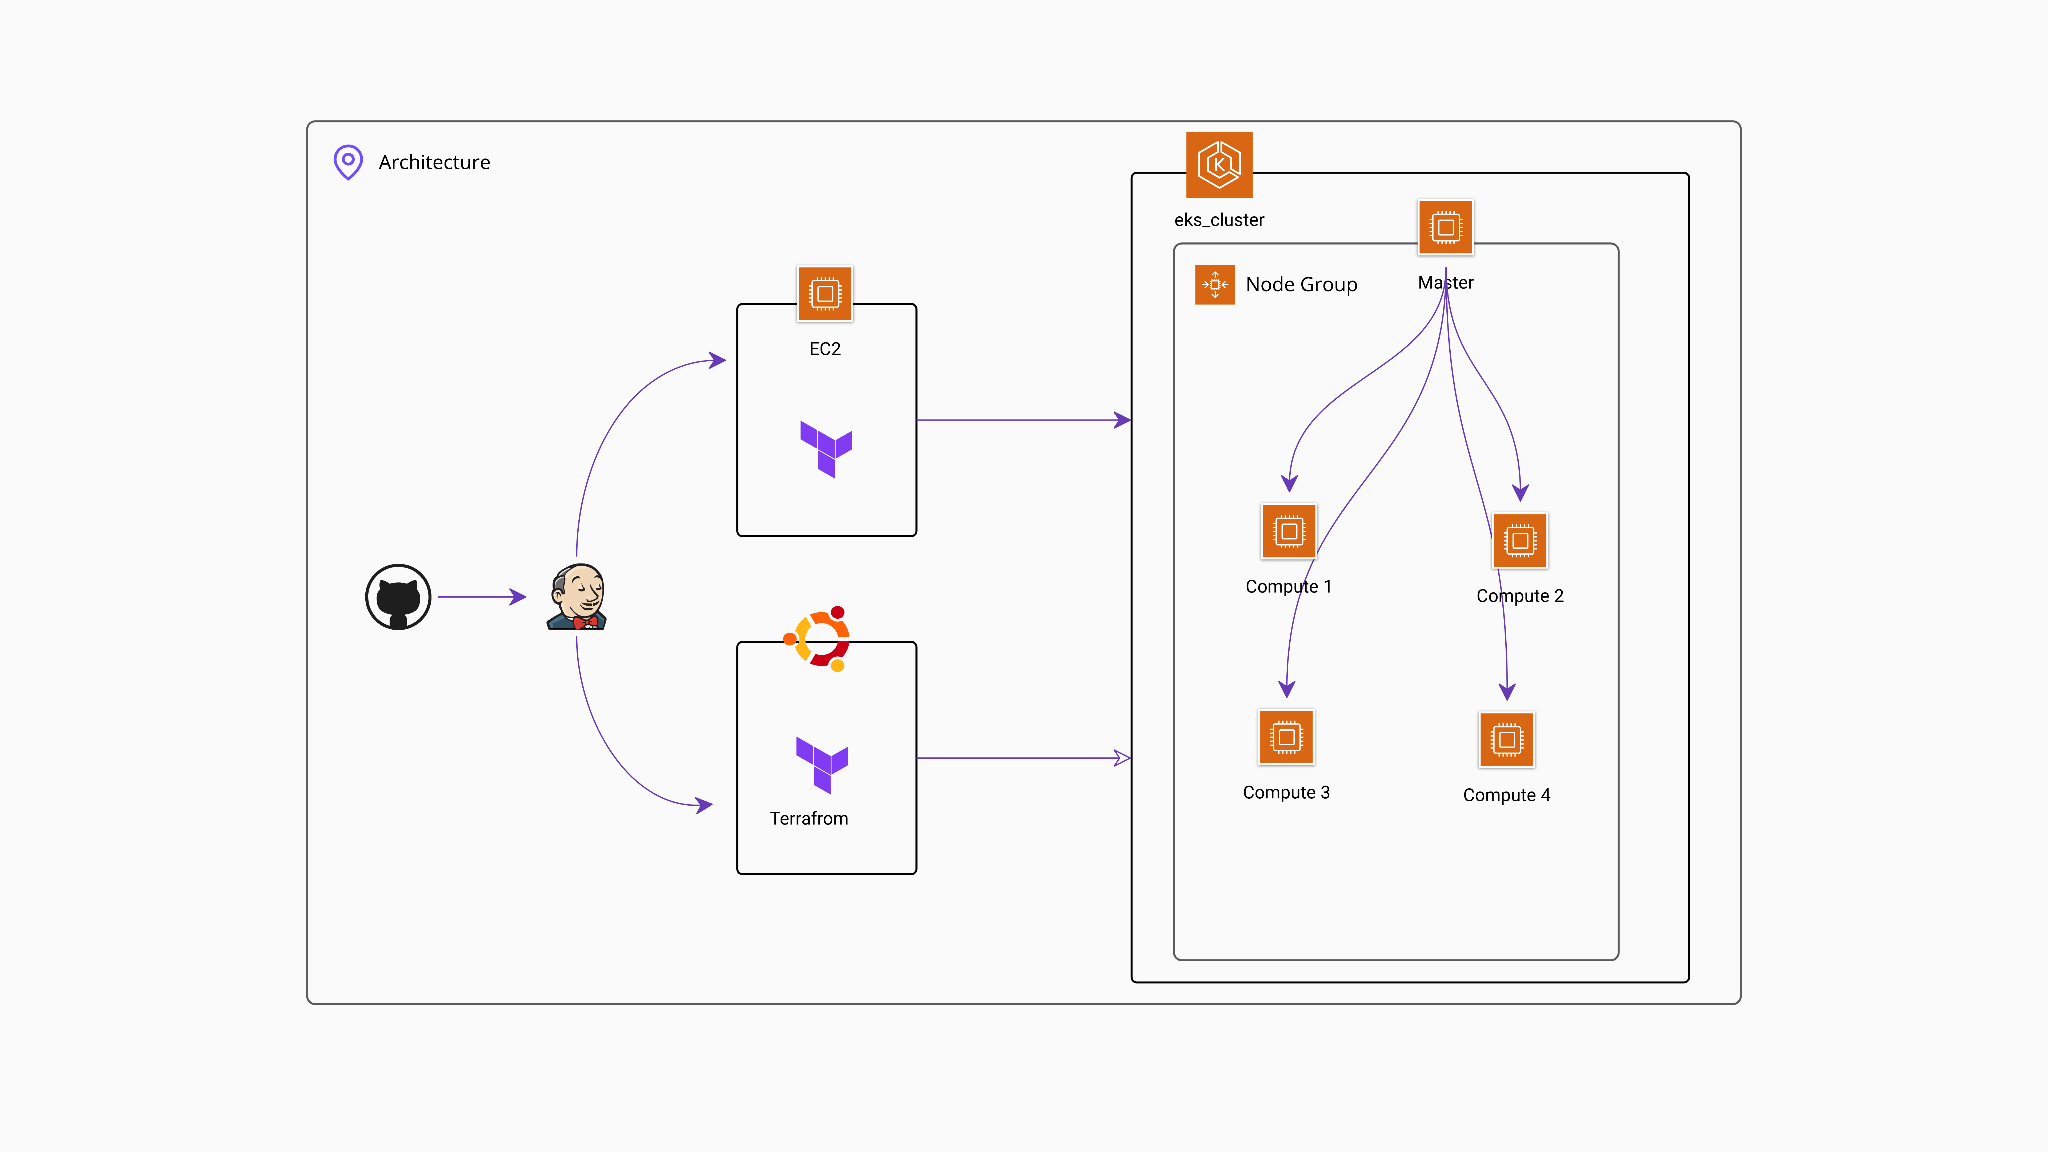 Architecture
eks_cluster
Node Group
Master
EC2
Compute 1
Compute 2
Terrafrom
Compute 3
Compute 4